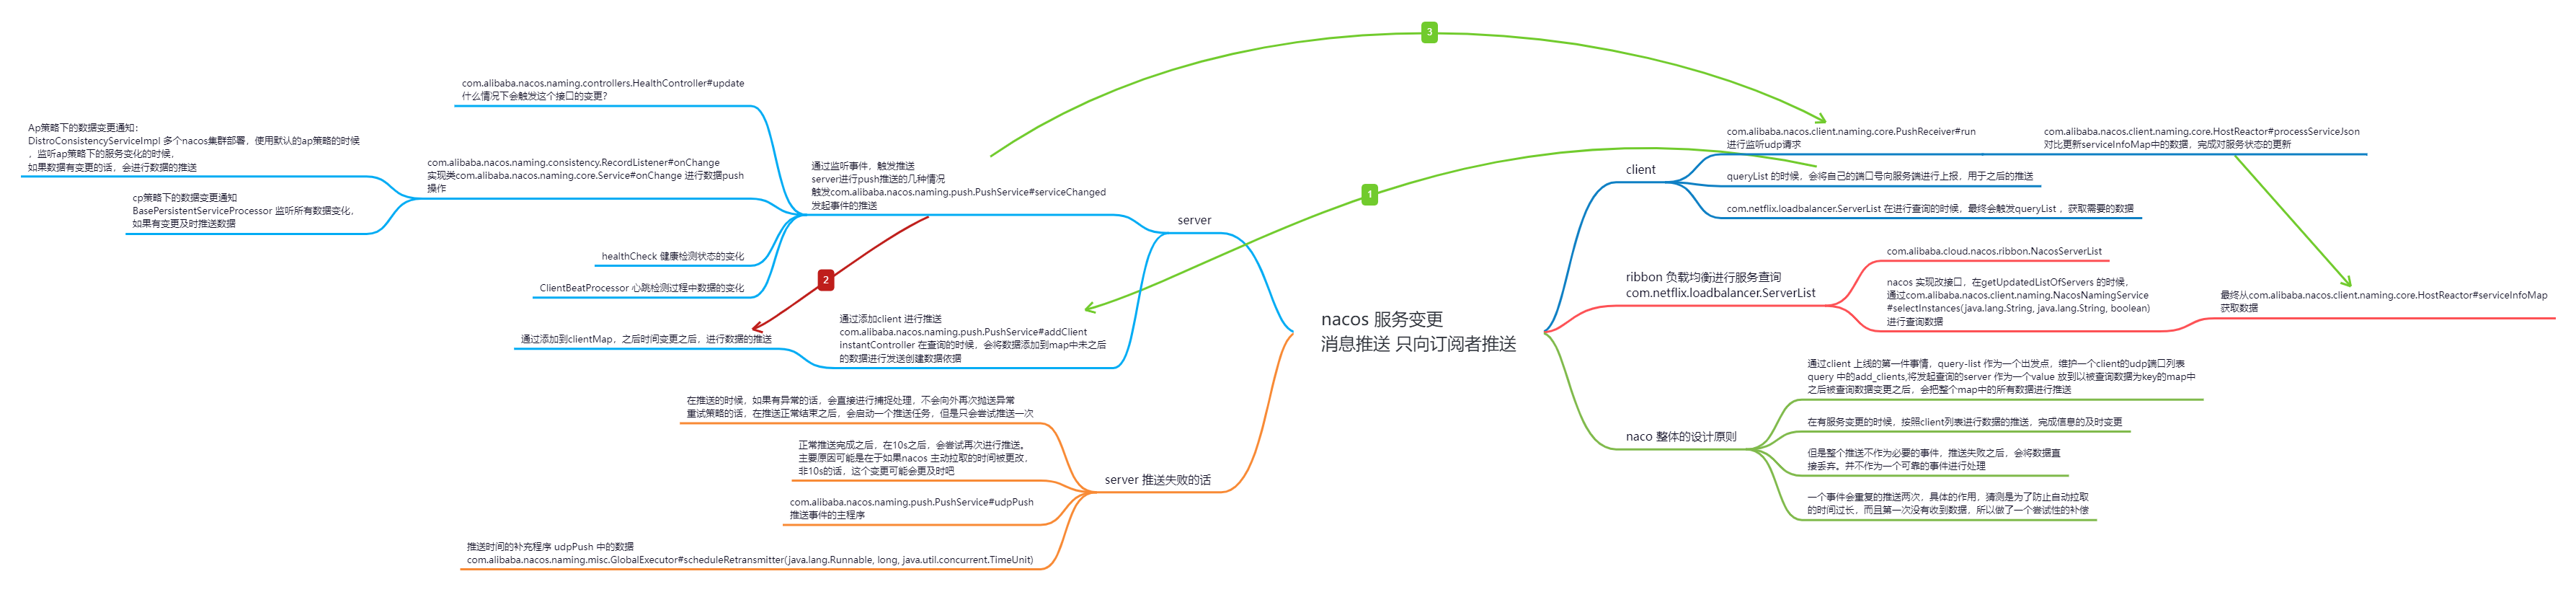 nacos 服务变更
消息推送 只向订阅者推送
client
com.alibaba.nacos.client.naming.core.PushReceiver#run
进行监听udp请求
com.alibaba.nacos.client.naming.core.HostReactor#processServiceJson
对比更新serviceInfoMap中的数据，完成对服务状态的更新
queryList 的时候，会将自己的端口号向服务端进行上报，用于之后的推送
com.netflix.loadbalancer.ServerList 在进行查询的时候，最终会触发queryList ，获取需要的数据
ribbon 负载均衡进行服务查询
com.netflix.loadbalancer.ServerList
com.alibaba.cloud.nacos.ribbon.NacosServerList
nacos 实现改接口，在getUpdatedListOfServers 的时候，
通过com.alibaba.nacos.client.naming.NacosNamingService
#selectInstances(java.lang.String, java.lang.String, boolean)
进行查询数据
最终从com.alibaba.nacos.client.naming.core.HostReactor#serviceInfoMap
获取数据
naco 整体的设计原则
通过client 上线的第一件事情，query-list 作为一个出发点，维护一个client的udp端口列表
query 中的add_clients,将发起查询的server 作为一个value 放到以被查询数据为key的map中
之后被查询数据变更之后，会把整个map中的所有数据进行推送
在有服务变更的时候，按照client列表进行数据的推送，完成信息的及时变更
但是整个推送不作为必要的事件，推送失败之后，会将数据直
接丢弃。并不作为一个可靠的事件进行处理
一个事件会重复的推送两次，具体的作用，猜测是为了防止自动拉取
的时间过长，而且第一次没有收到数据，所以做了一个尝试性的补偿
server
通过监听事件，触发推送
server进行push推送的几种情况
触发com.alibaba.nacos.naming.push.PushService#serviceChanged
发起事件的推送
com.alibaba.nacos.naming.controllers.HealthController#update
什么情况下会触发这个接口的变更？
com.alibaba.nacos.naming.consistency.RecordListener#onChange
实现类com.alibaba.nacos.naming.core.Service#onChange 进行数据push
操作
Ap策略下的数据变更通知：
DistroConsistencyServiceImpl 多个nacos集群部署，使用默认的ap策略的时候
，监听ap策略下的服务变化的时候，
如果数据有变更的话，会进行数据的推送
cp策略下的数据变更通知
BasePersistentServiceProcessor 监听所有数据变化，
如果有变更及时推送数据
healthCheck 健康检测状态的变化
ClientBeatProcessor 心跳检测过程中数据的变化
通过添加client 进行推送
com.alibaba.nacos.naming.push.PushService#addClient
instantController 在查询的时候，会将数据添加到map中未之后
的数据进行发送创建数据依据
通过添加到clientMap，之后时间变更之后，进行数据的推送
server 推送失败的话
在推送的时候，如果有异常的话，会直接进行捕捉处理，不会向外再次抛送异常
重试策略的话，在推送正常结束之后，会启动一个推送任务，但是只会尝试推送一次
正常推送完成之后，在10s之后，会尝试再次进行推送。
主要原因可能是在于如果nacos 主动拉取的时间被更改，
非10s的话，这个变更可能会更及时吧
com.alibaba.nacos.naming.push.PushService#udpPush
推送事件的主程序
推送时间的补充程序 udpPush 中的数据
com.alibaba.nacos.naming.misc.GlobalExecutor#scheduleRetransmitter(java.lang.Runnable, long, java.util.concurrent.TimeUnit)
1
2
3